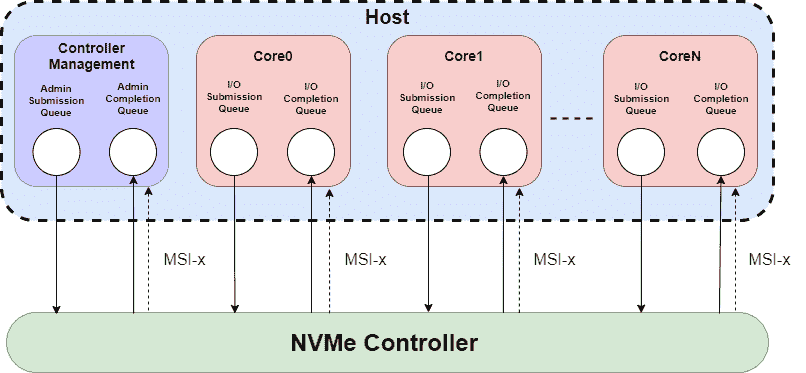 Host
Controller
Management
Admin
Submission
Queue
Admin
Completion
Queue
Core0
I/O
Submission
Queue
I/O
Completion
Queue
Core1
I/O
Submission
Queue
I/O
Completion
Queue
CoreN
I/O
Submission
Queue
I/O
Completion
Queue
MSI-x
MSI-x
MSI-x
MSI-x
NVMe Controller